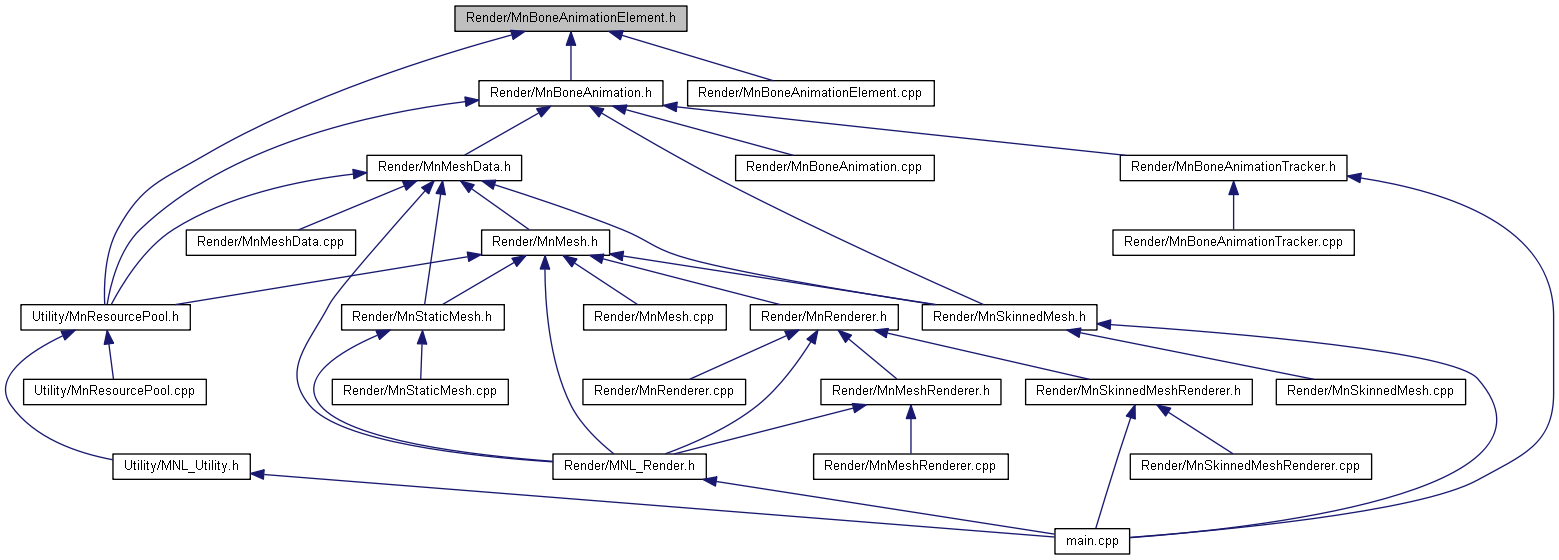 Render/MnBoneAnimationElement.h
Render/MnBoneAnimation.h
Render/MnBoneAnimationElement.cpp
Render/MnMeshData.h
Render/MnBoneAnimation.cpp
Render/MnBoneAnimationTracker.h
Render/MnMeshData.cpp
Render/MnMesh.h
Render/MnBoneAnimationTracker.cpp
Utility/MnResourcePool.h
Render/MnStaticMesh.h
Render/MnMesh.cpp
Render/MnRenderer.h
Render/MnSkinnedMesh.h
Utility/MnResourcePool.cpp
Render/MnStaticMesh.cpp
Render/MnRenderer.cpp
Render/MnMeshRenderer.h
Render/MnSkinnedMeshRenderer.h
Render/MnSkinnedMesh.cpp
Utility/MNL_Utility.h
Render/MNL_Render.h
Render/MnMeshRenderer.cpp
Render/MnSkinnedMeshRenderer.cpp
main.cpp